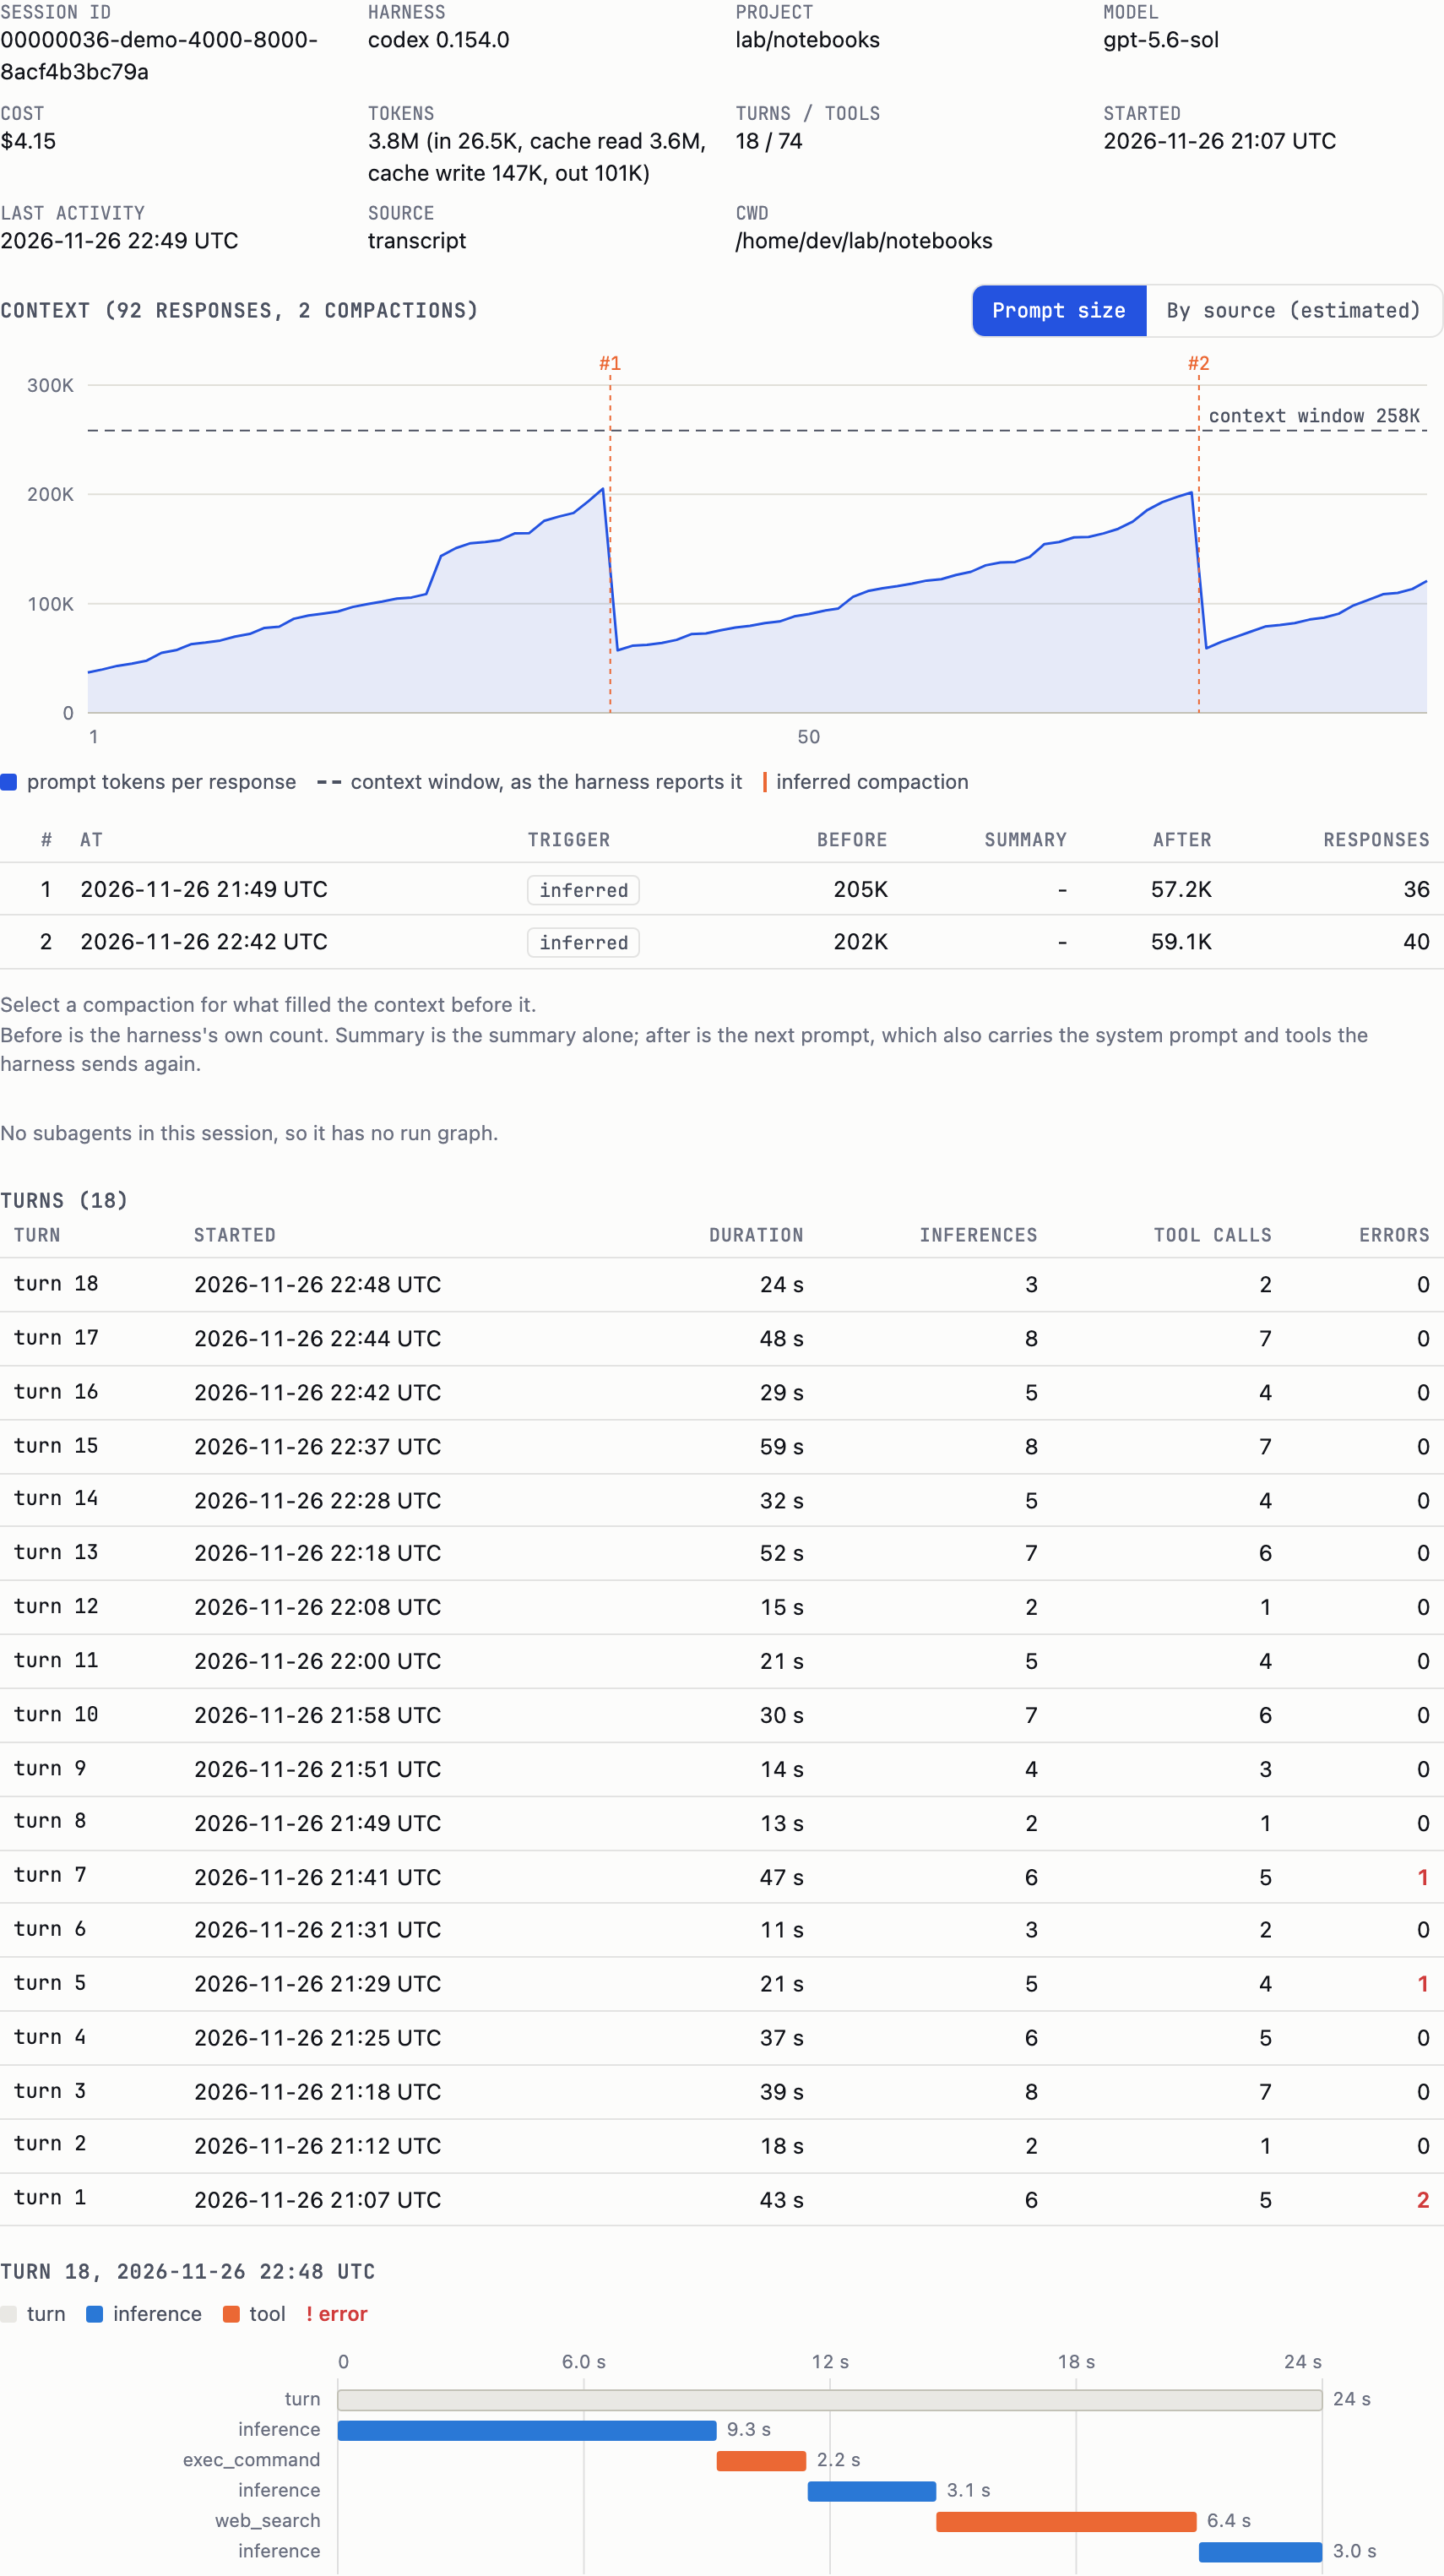 SESSION ID HARNESS PROJECT MODEL
00000036-demo-4000-8000- codex 0.154.0 lab/notebooks gpt-5.6-sol
8acf4b3bc79a
COST TOKENS TURNS / TOOLS STARTED
$4.15 3.8M (in 26.5K, cache read 3.6M, 18 / 74 2026-11-26 21:07 UTC
cache write 147K, out 101K)
LAST ACTIVITY SOURCE CWD
2026-11-26 22:49 UTC transcript /home/dev/lab/notebooks
CONTEXT (92 RESPONSES, 2 COMPACTIONS) Prompt size By source (estimated)
#1 #2
300K
context window 258K
200K
100K
0
1 50
prompt tokens per response context window, as the harness reports it inferred compaction
# AT TRIGGER BEFORE SUMMARY AFTER RESPONSES
1 2026-11-26 21:49 UTC inferred 205K - 57.2K 36
2 2026-11-26 22:42 UTC inferred 202K - 59.1K 40
Select a compaction for what filled the context before it.
Before is the harness's own count. Summary is the summary alone; after is the next prompt, which also carries the system prompt and tools the
harness sends again.
No subagents in this session, so it has no run graph.
TURNS (18)
TURN STARTED DURATION INFERENCES TOOL CALLS ERRORS
turn 18 2026-11-26 22:48 UTC 24 s 3 2 0
turn 17 2026-11-26 22:44 UTC 48 s 8 7 0
turn 16 2026-11-26 22:42 UTC 29 s 5 4 0
turn 15 2026-11-26 22:37 UTC 59 s 8 7 0
turn 14 2026-11-26 22:28 UTC 32 s 5 4 0
turn 13 2026-11-26 22:18 UTC 52 s 7 6 0
turn 12 2026-11-26 22:08 UTC 15 s 2 1 0
turn 11 2026-11-26 22:00 UTC 21 s 5 4 0
turn 10 2026-11-26 21:58 UTC 30 s 7 6 0
turn 9 2026-11-26 21:51 UTC 14 s 4 3 0
turn 8 2026-11-26 21:49 UTC 13 s 2 1 0
turn 7 2026-11-26 21:41 UTC 47 s 6 5 1
turn 6 2026-11-26 21:31 UTC 11 s 3 2 0
turn 5 2026-11-26 21:29 UTC 21 s 5 4 1
turn 4 2026-11-26 21:25 UTC 37 s 6 5 0
turn 3 2026-11-26 21:18 UTC 39 s 8 7 0
turn 2 2026-11-26 21:12 UTC 18 s 2 1 0
turn 1 2026-11-26 21:07 UTC 43 s 6 5 2
TURN 18, 2026-11-26 22:48 UTC
turn inference tool ! error
0 6.0 s 12 s 18 s 24 s
turn 24 s
inference 9.3 s
exec_command 2.2 s
inference 3.1 s
web_search 6.4 s
inference 3.0 s